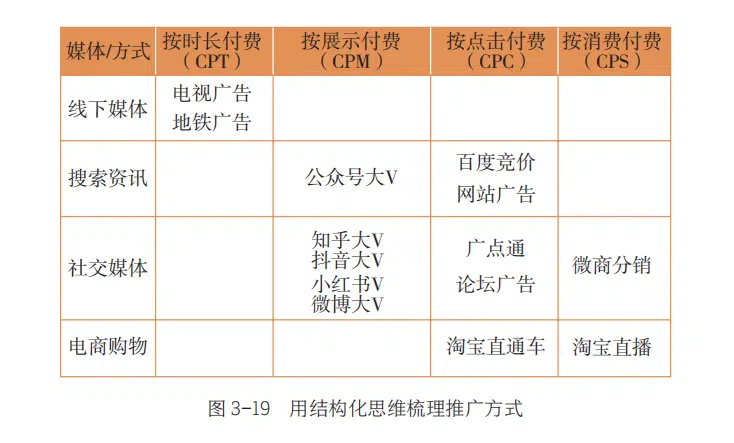 媒体/方式 按时长付费（CPT） 按展示付费（CPM） 按点击付费（CPC） 按消费付费（CPS）
线下媒体 电视广告
地铁广告
搜索资讯 公众号大V 百度竞价
网站广告
社交媒体 知乎大V
抖音大V
小红书V
微博大V
广点通
论坛广告
微商分销
电商购物 淘宝直通车 淘宝直播
图 3-19 用结构化思维梳理推广方式